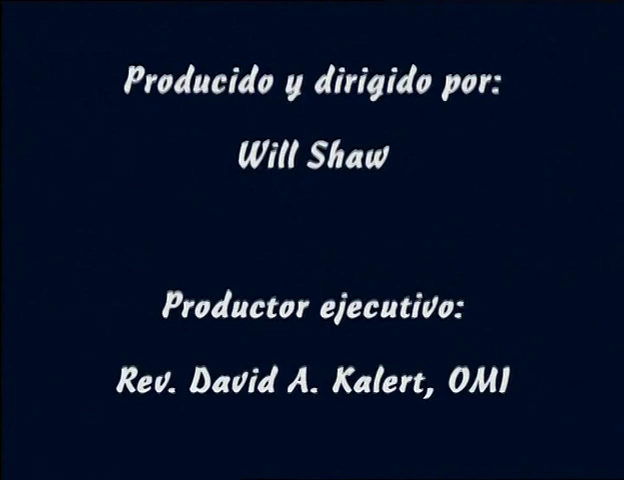 Producido y dirigido por:
Will Shaw
Productor ejecutivo:
Rev. David A. Kalert, OMI